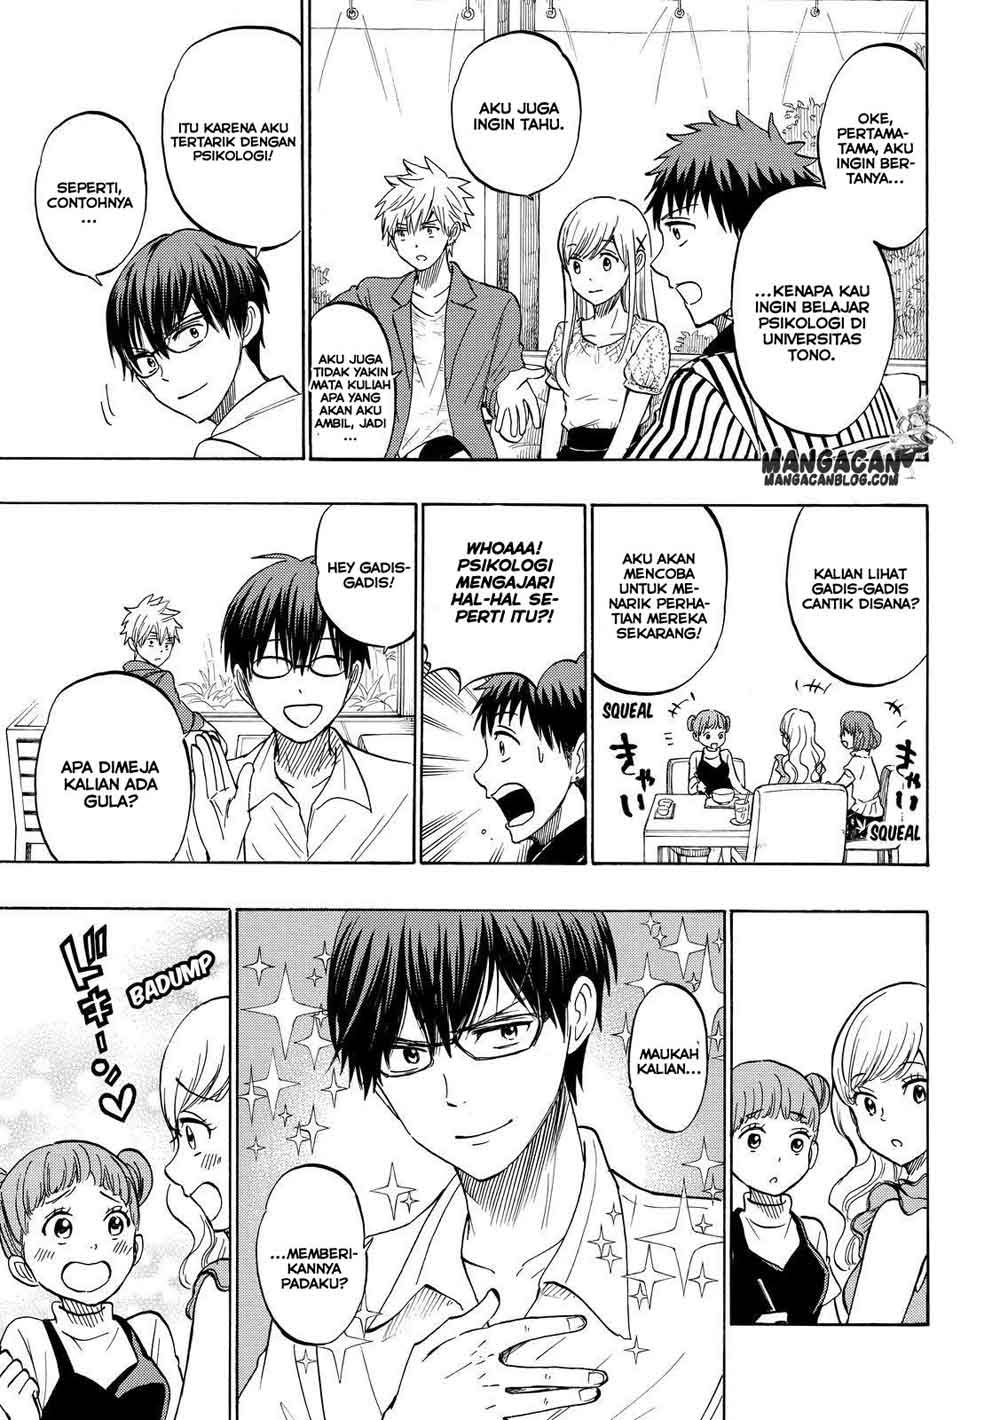 OKE,
PERTAMA-
TAMA, AKU
INGIN BER-
TANYA...
...KENAPA KAU
INGIN BELAJAR
PSIKOLOGI DI
UNIVERSITAS
TONO.
AKU JUGA
INGIN TAHU.
AKU JUGA
TIDAK YAKIN
MATA KULIAH
APA YANG
AKAN AKU
AMBIL, JADI
...
ITU KARENA AKU
TERTARIK DENGAN
PSIKOLOGI!
SEPERTI,
CONTOHNYA
...
MANGACAN
MANGACANBLOG.COM
KALIAN LIHAT
GADIS-GADIS
CANTIK DISANA?
AKU AKAN
MENCOBA
UNTUK ME-
NARIK PERHA-
TIAN MEREKA
SEKARANG!
SQUEAL
きゃい
きゃい
SQUEAL
WHOAAA!
PSIKOLOGI
MENGAJARI
HAL-HAL SE-
PERTI ITU?!
HEY GADIS-
GADIS!
APA DIMEJA
KALIAN ADA
GULA?
MAUKAH
KALIAN...
...MEMBERI-
KANNYA
PADAKU?
BADUMP
ドキ…♡